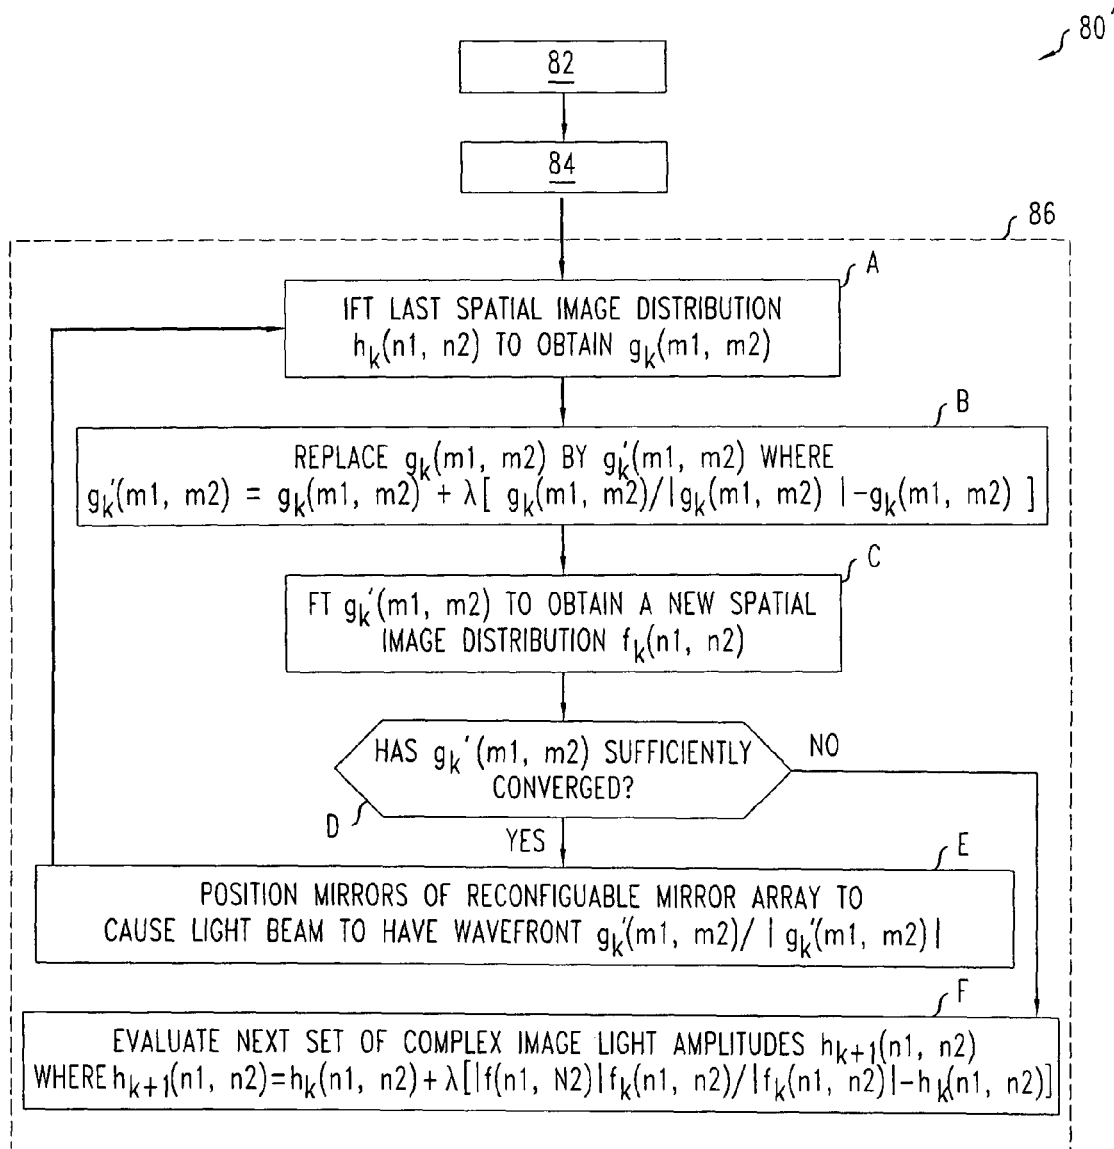 80'
82
84
86
A
IFT LAST SPATIAL IMAGE DISTRIBUTION
hk(n1, n2) TO OBTAIN gk(m1, m2)
B
REPLACE gk(m1, m2) BY gk'(m1, m2) WHERE
gk'(m1, m2) = gk(m1, m2) + λ[ gk(m1, m2)/|gk(m1, m2) |-gk(m1, m2) ]
C
FT gk'(m1, m2) TO OBTAIN A NEW SPATIAL
IMAGE DISTRIBUTION fk(n1, n2)
HAS gk'(m1, m2) SUFFICIENTLY
CONVERGED?
NO
D
YES
E
POSITION MIRRORS OF RECONFIGUABLE MIRROR ARRAY TO
CAUSE LIGHT BEAM TO HAVE WAVEFRONT gk'(m1, m2)/ | gk'(m1, m2)|
F
EVALUATE NEXT SET OF COMPLEX IMAGE LIGHT AMPLITUDES hk+1(n1, n2)
WHERE hk+1(n1, n2)=hk(n1, n2)+λ[|f(n1, N2)|fk(n1, n2)/|fk(n1, n2)|-hk(n1, n2)]